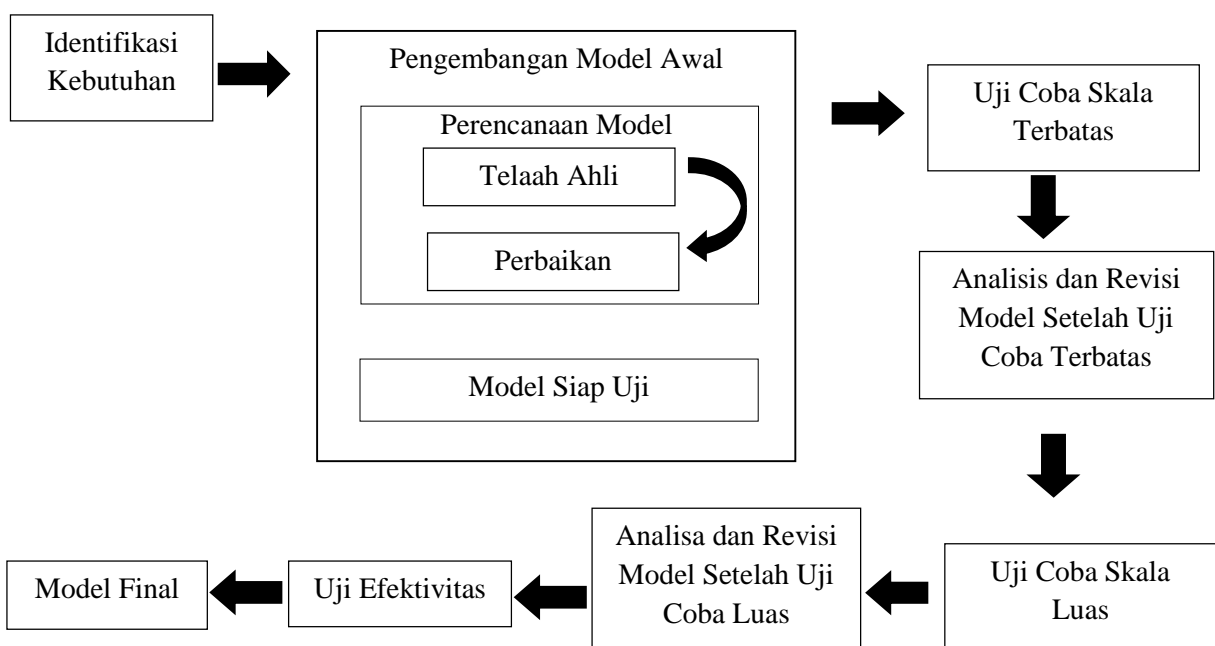 Identifikasi
Kebutuhan
Pengembangan Model Awal
Perencanaan Model
Telaah Ahli
Perbaikan
Model Siap Uji
Uji Coba Skala
Terbatas
Analisis dan Revisi
Model Setelah Uji
Coba Terbatas
Uji Coba Skala
Luas
Analisa dan Revisi
Model Setelah Uji
Coba Luas
Uji Efektivitas
Model Final